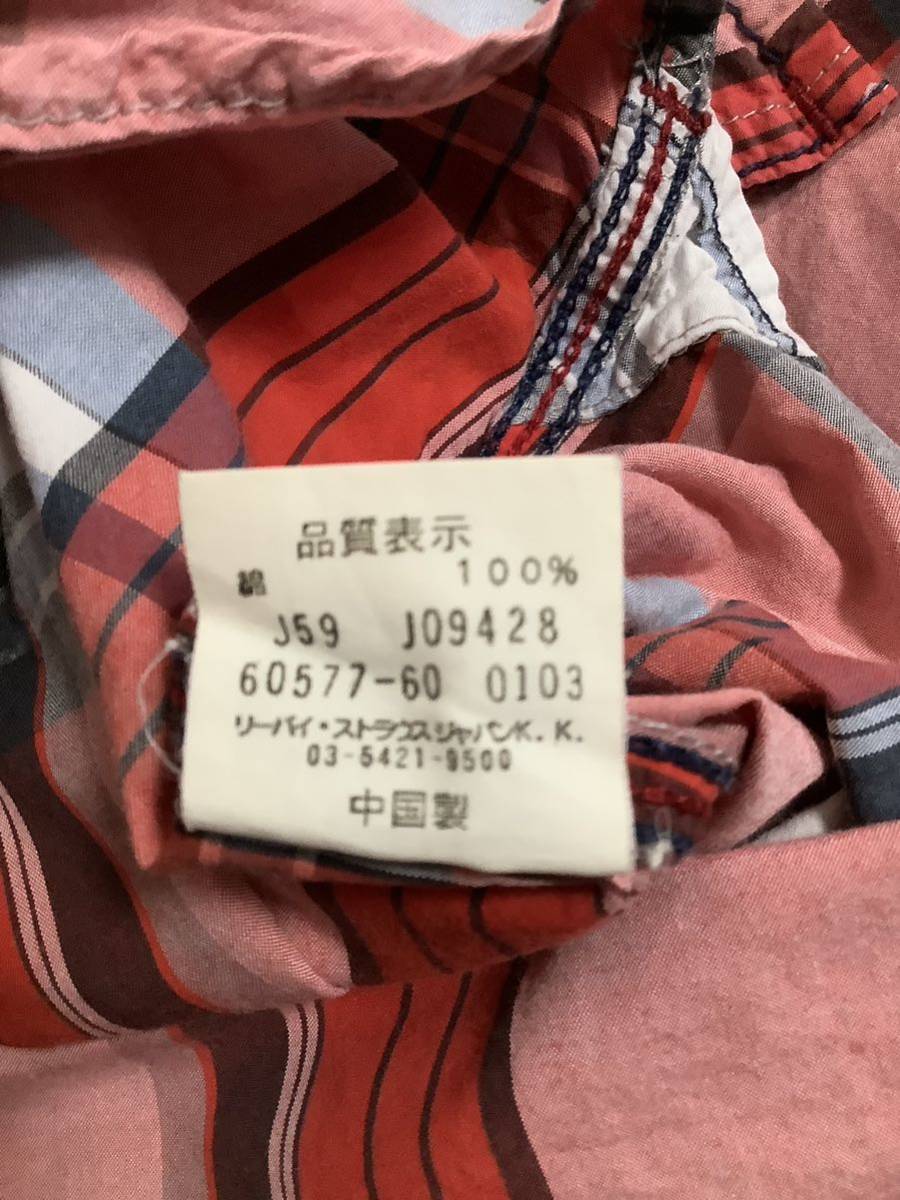 品質表示
綿 100%
J59 J09428
60577-60 0103
リーバイ・ストラウスジャパンK.K.
03-5421-9500
中国製